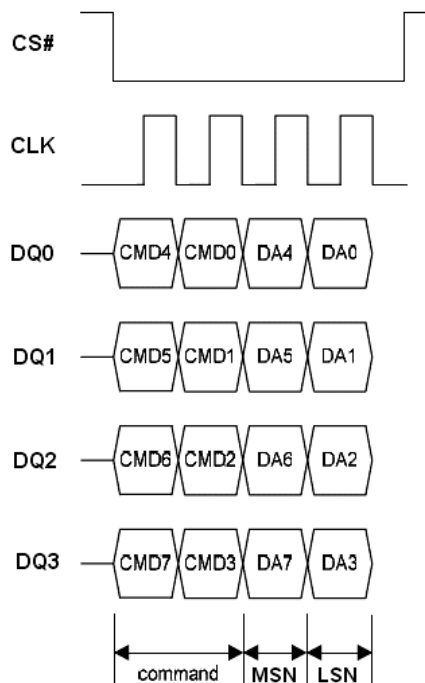 CS#
CLK
DQ0 CMD4 CMD0 DA4 DA0
DQ1 CMD5 CMD1 DA5 DA1
DQ2 CMD6 CMD2 DA6 DA2
DQ3 CMD7 CMD3 DA7 DA3
command MSN LSN